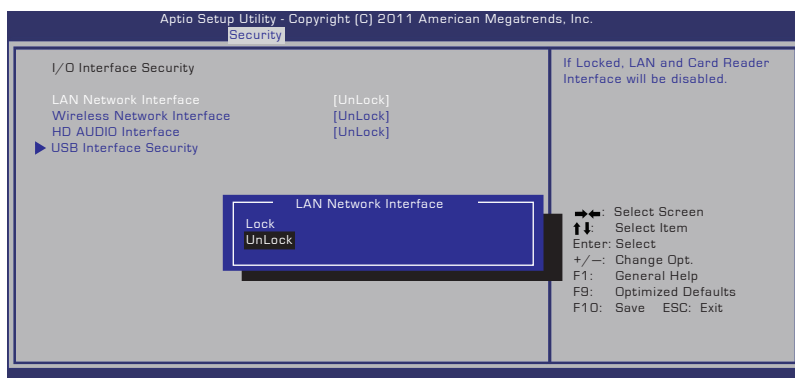 Aptio Setup Utility - Copyright (C) 2011 American Megatrends, Inc.
Security
I/O Interface Security
LAN Network Interface [UnLock]
Wireless Network Interface [UnLock]
HD AUDIO Interface [UnLock]
USB Interface Security
If Locked, LAN and Card Reader
Interface will be disabled.
LAN Network Interface
Lock
UnLock
→←: Select Screen
↑↓: Select Item
Enter: Select
+/—: Change Opt.
F1: General Help
F9: Optimized Defaults
F10: Save ESC: Exit